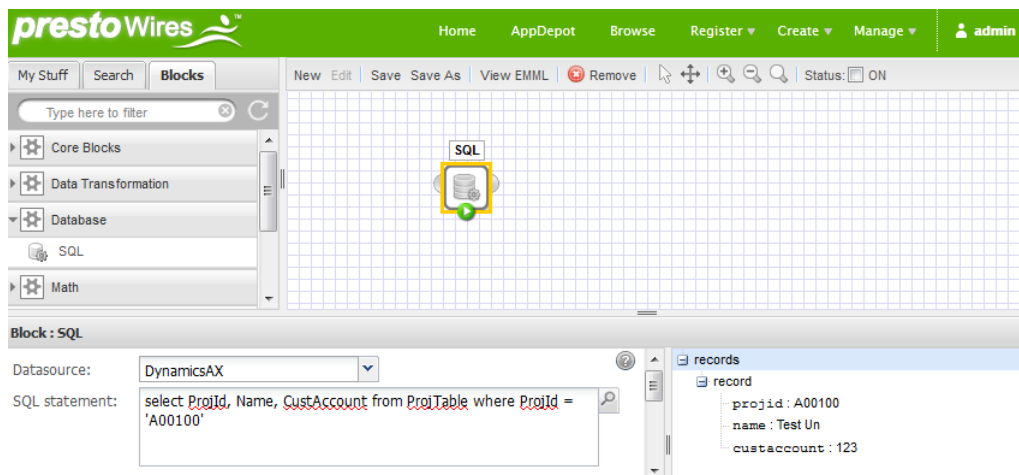 presto Wires ™
Home AppDepot Browse Register Create Manage admin
My Stuff Search Blocks
New Edit Save Save As View EMML Remove Status: ON
Type here to filter
Core Blocks
Data Transformation
Database
SQL
Math
SQL
Block : SQL
Datasource: DynamicsAX
SQL statement: select ProjId, Name, CustAccount from ProjTable where ProjId =
'A00100'
records
record
projid : A00100
name : Test Un
custaccount : 123